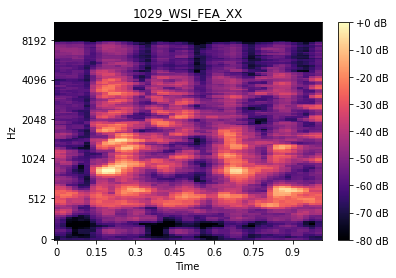 1029_WSI_FEA_XX
+0 dB
8192
-10 dB
4096
-20 dB
-30 dB
2048
Hz
-40 dB
1024
-50 dB
512
-60 dB
-70 dB
0
-80 dB
0 0.15 0.3 0.45 0.6 0.75 0.9
Time